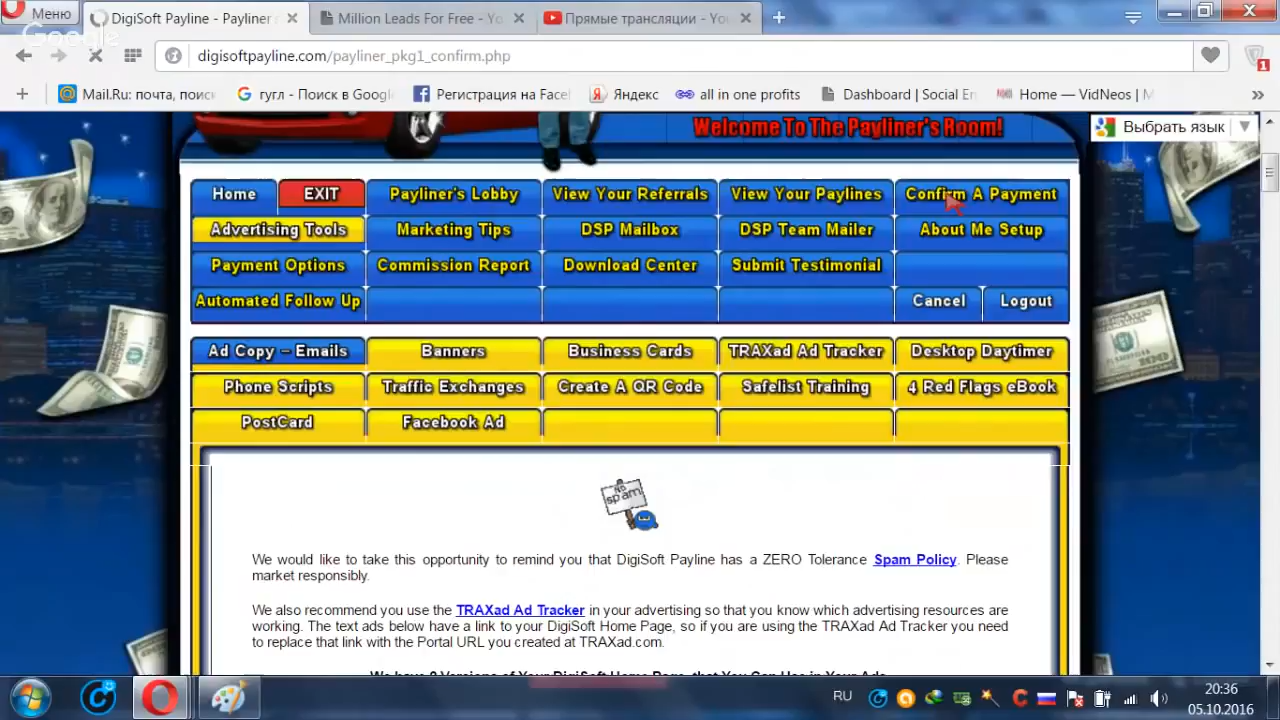 Меню
DigiSoft Payline - Payliner
Million Leads For Free - Yo
Прямые трансляции - You
Google
digisoftpayline.com/payliner_pkg1_confirm.php
1
Mail.Ru: почта, поиск
гугл - Поиск в Google
Регистрация на Facel
Яндекс
all in one profits
Dashboard | Social En
Home — VidNeos | M
»
Welcome To The Payliner's Room!
Выбрать язык
Home
EXIT
Payliner's Lobby
View Your Referrals
View Your Paylines
Confirm A Payment
Advertising Tools
Marketing Tips
DSP Mailbox
DSP Team Mailer
About Me Setup
Payment Options
Commission Report
Download Center
Submit Testimonial
Automated Follow Up
Cancel
Logout
Ad Copy – Emails
Banners
Business Cards
TRAXad Ad Tracker
Desktop Daytimer
Phone Scripts
Traffic Exchanges
Create A QR Code
Safelist Training
4 Red Flags eBook
PostCard
Facebook Ad
NO spam
We would like to take this opportunity to remind you that DigiSoft Payline has a ZERO Tolerance Spam Policy. Please
market responsibly.
We also recommend you use the TRAXad Ad Tracker in your advertising so that you know which advertising resources are
working. The text ads below have a link to your DigiSoft Home Page, so if you are using the TRAXad Ad Tracker you need
to replace that link with the Portal URL you created at TRAXad.com.
RU
20:36
05.10.2016